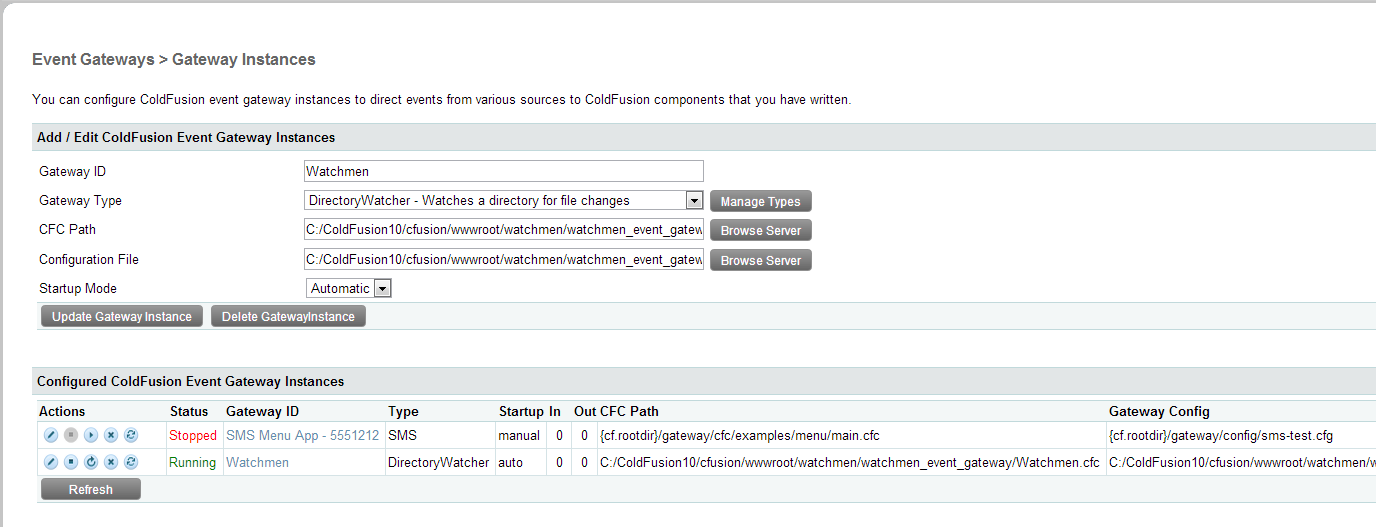 Event Gateways > Gateway Instances
You can configure ColdFusion event gateway instances to direct events from various sources to ColdFusion components that you have written.
Add / Edit ColdFusion Event Gateway Instances
Gateway ID Watchmen
Gateway Type DirectoryWatcher - Watches a directory for file changes Manage Types
CFC Path C:/ColdFusion10/cfusion/wwwroot/watchmen/watchmen_event_gatew Browse Server
Configuration File C:/ColdFusion10/cfusion/wwwroot/watchmen/watchmen_event_gatew Browse Server
Startup Mode Automatic
Update Gateway Instance Delete GatewayInstance
Configured ColdFusion Event Gateway Instances
Actions Status Gateway ID Type Startup In Out CFC Path Gateway Config
Stopped SMS Menu App - 5551212 SMS manual 0 0 {cf.rootdir}/gateway/cfc/examples/menu/main.cfc {cf.rootdir}/gateway/config/sms-test.cfg
Running Watchmen DirectoryWatcher auto 0 0 C:/ColdFusion10/cfusion/wwwroot/watchmen/watchmen_event_gateway/Watchmen.cfc C:/ColdFusion10/cfusion/wwwroot/watchmen/w
Refresh